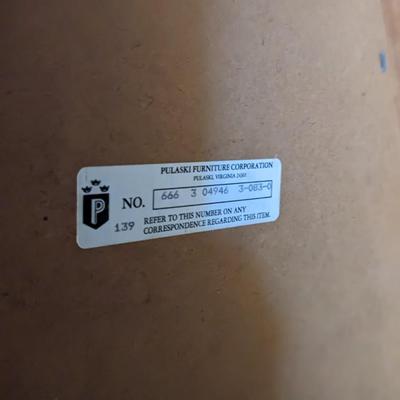 PULASKI FURNITURE CORPORATION
PULASKI, VIRGINIA 24301
P
NO. 666 3 04946 3-083-0
139 REFER TO THIS NUMBER ON ANY
CORRESPONDENCE REGARDING THIS ITEM.